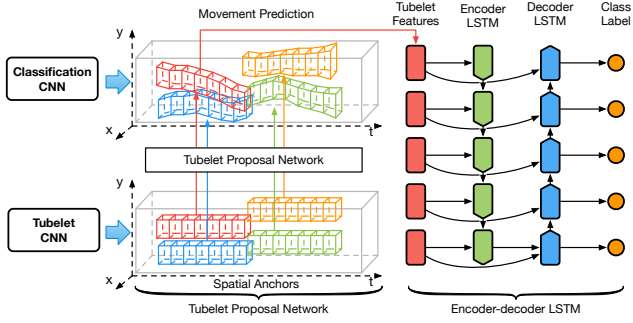 Movement Prediction
Tubelet
Features
Encoder
LSTM
Decoder
LSTM
Class
Label
y
Classification
CNN
x
t
Tubelet Proposal Network
y
Tubelet
CNN
x
t
Spatial Anchors
Tubelet Proposal Network
Encoder-decoder LSTM